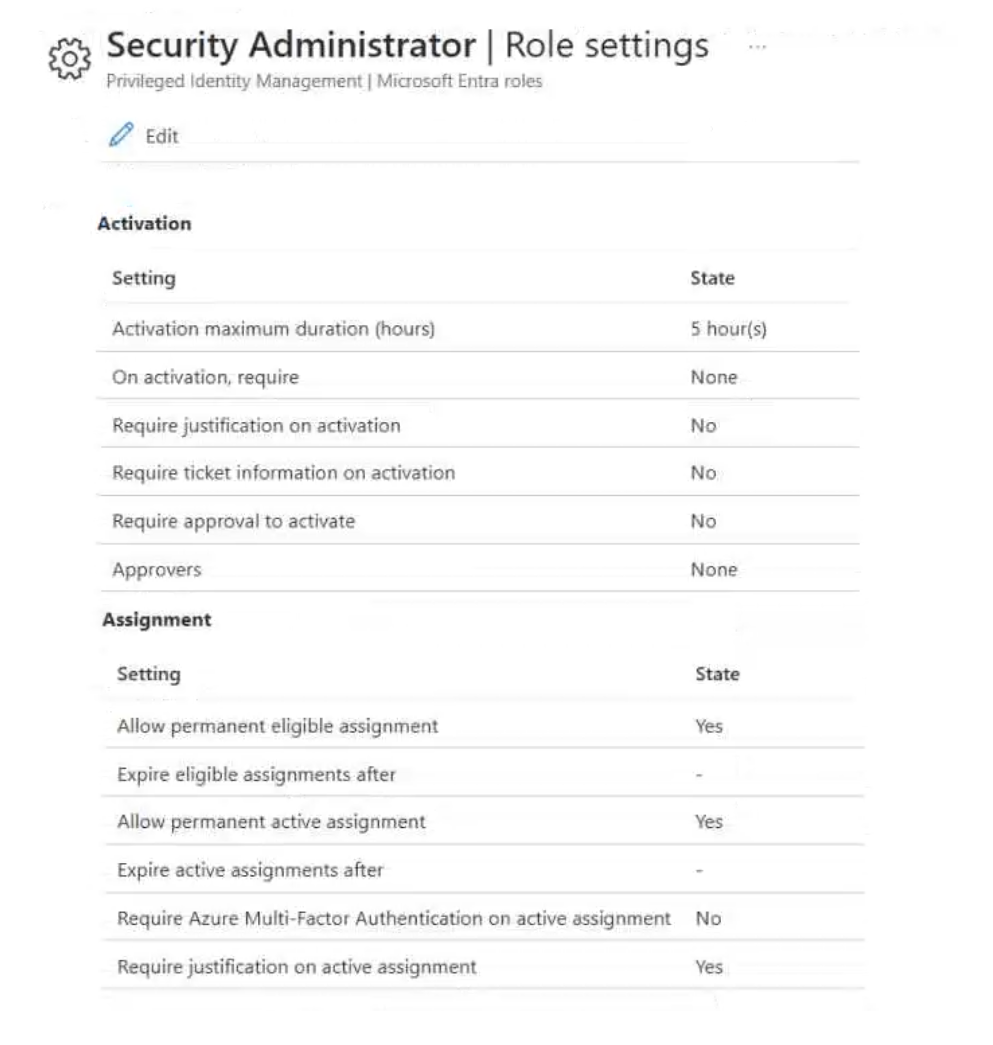 Security Administrator | Role settings ...
Privileged Identity Management | Microsoft Entra roles
Edit
Activation
Setting State
Activation maximum duration (hours) 5 hour(s)
On activation, require None
Require justification on activation No
Require ticket information on activation No
Require approval to activate No
Approvers None
Assignment
Setting State
Allow permanent eligible assignment Yes
Expire eligible assignments after -
Allow permanent active assignment Yes
Expire active assignments after -
Require Azure Multi-Factor Authentication on active assignment No
Require justification on active assignment Yes